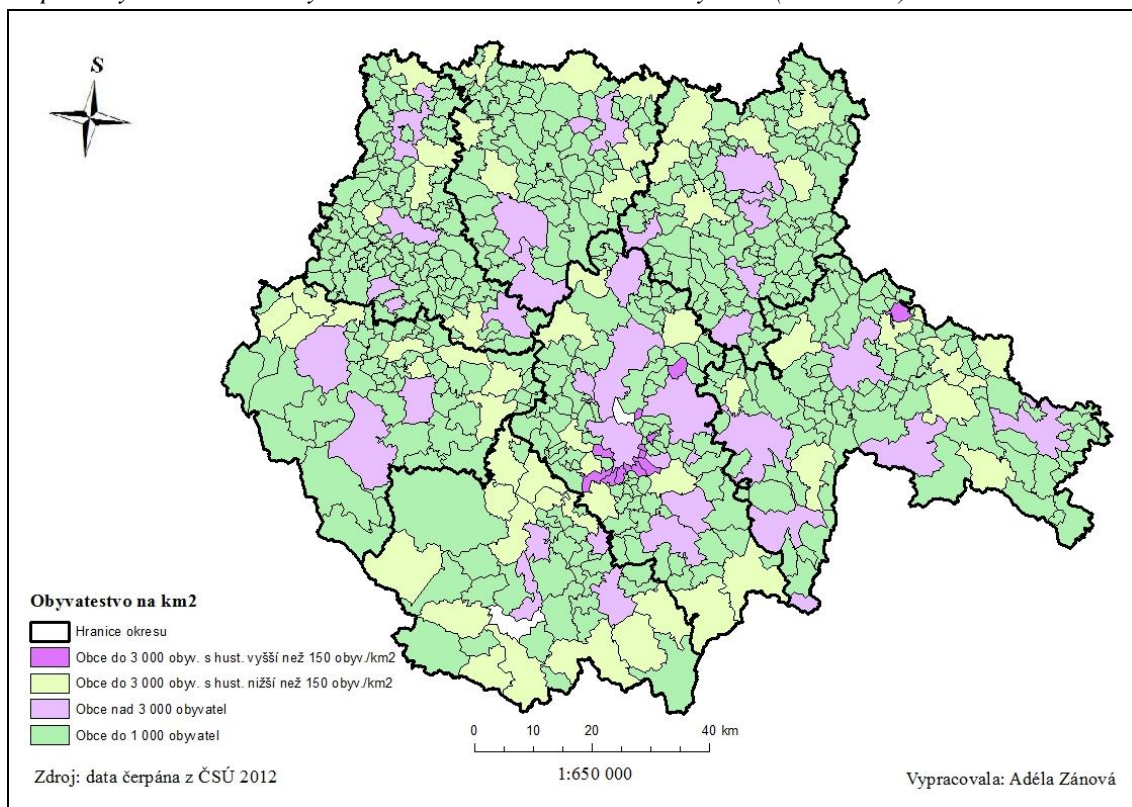 S
Obyvatestvo na km2
Hranice okresu
Obce do 3 000 obyv. s hust. vyšší než 150 obyv./km2
Obce do 3 000 obyv. s hust. nižší než 150 obyv./km2
Obce nad 3 000 obyvatel
Obce do 1 000 obyvatel
0 10 20 40 km
1:650 000
Zdroj: data čerpána z ČSÚ 2012
Vypracovala: Adéla Zánová